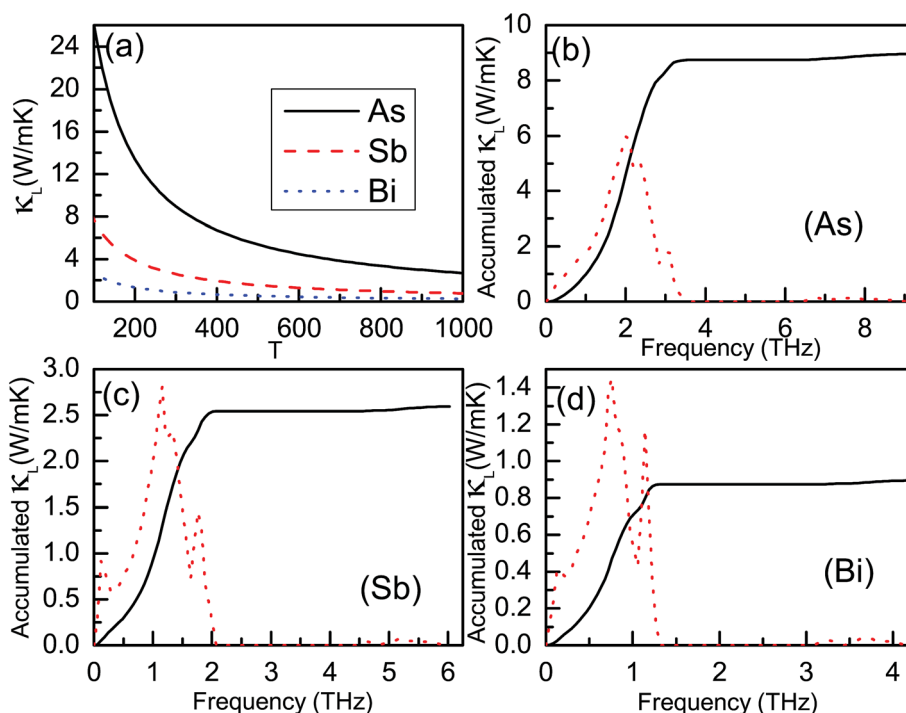 (a)
κL(W/mK)
24
20
16
12
8
4
0
As
Sb
Bi
200 400 600 800 1000
T
(b)
Accumulated κL(W/mK)
10
8
6
4
2
0
(As)
0 2 4 6 8
Frequency (THz)
(c)
Accumulated κL(W/mK)
3.0
2.5
2.0
1.5
1.0
0.5
0.0
(Sb)
0 1 2 3 4 5 6
Frequency (THz)
(d)
Accumulated κL(W/mK)
1.4
1.2
1.0
0.8
0.6
0.4
0.2
0.0
(Bi)
0 1 2 3 4
Frequency (THz)